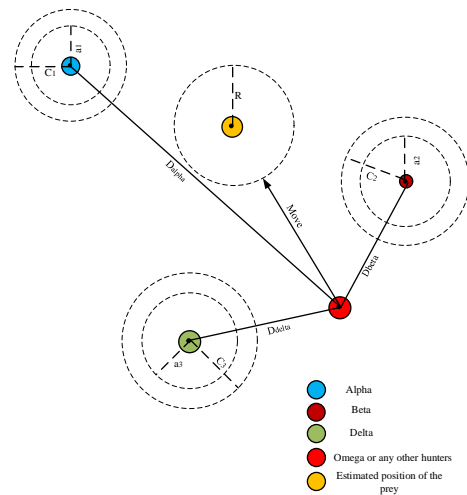 a1
C1
R
Dalpha
a2
C2
Move
Dbeta
Ddelta
a3
C3
Alpha
Beta
Delta
Omega or any other hunters
Estimated position of the
prey